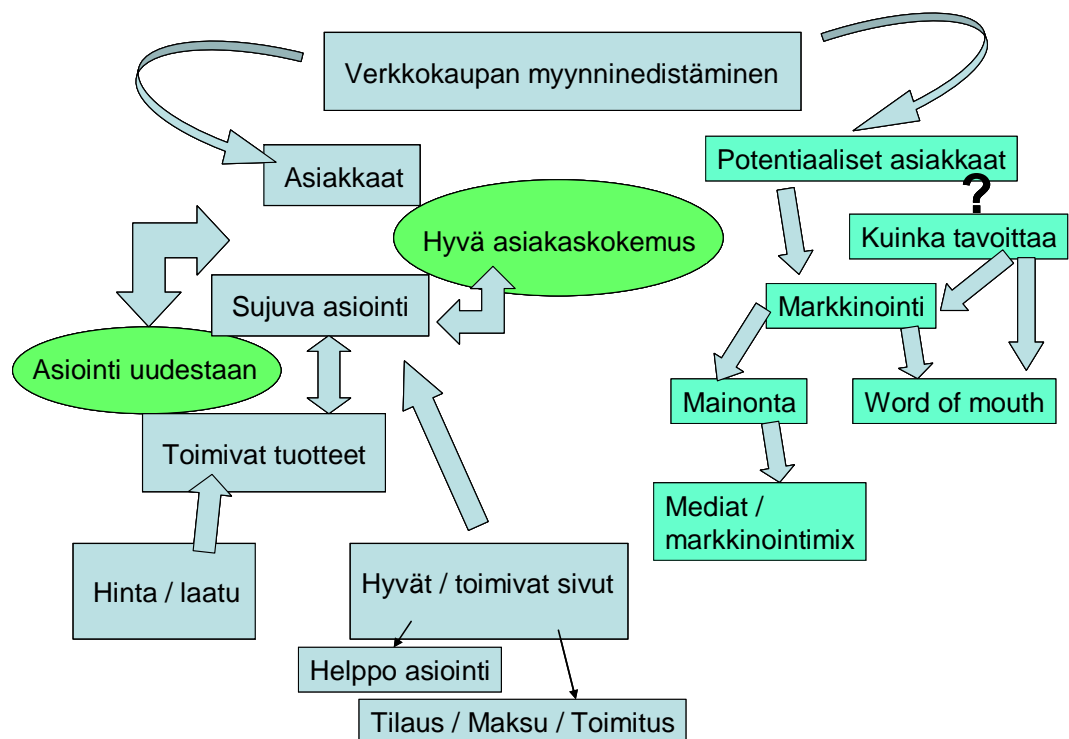 Verkkokaupan myynninedistäminen
Asiakkaat
Potentiaaliset asiakkaat
?
Hyvä asiakaskokemus
Kuinka tavoittaa
Sujuva asiointi
Markkinointi
Asiointi uudestaan
Mainonta
Word of mouth
Toimivat tuotteet
Mediat /
markkinointimix
Hinta / laatu
Hyvät / toimivat sivut
Helppo asiointi
Tilaus / Maksu / Toimitus